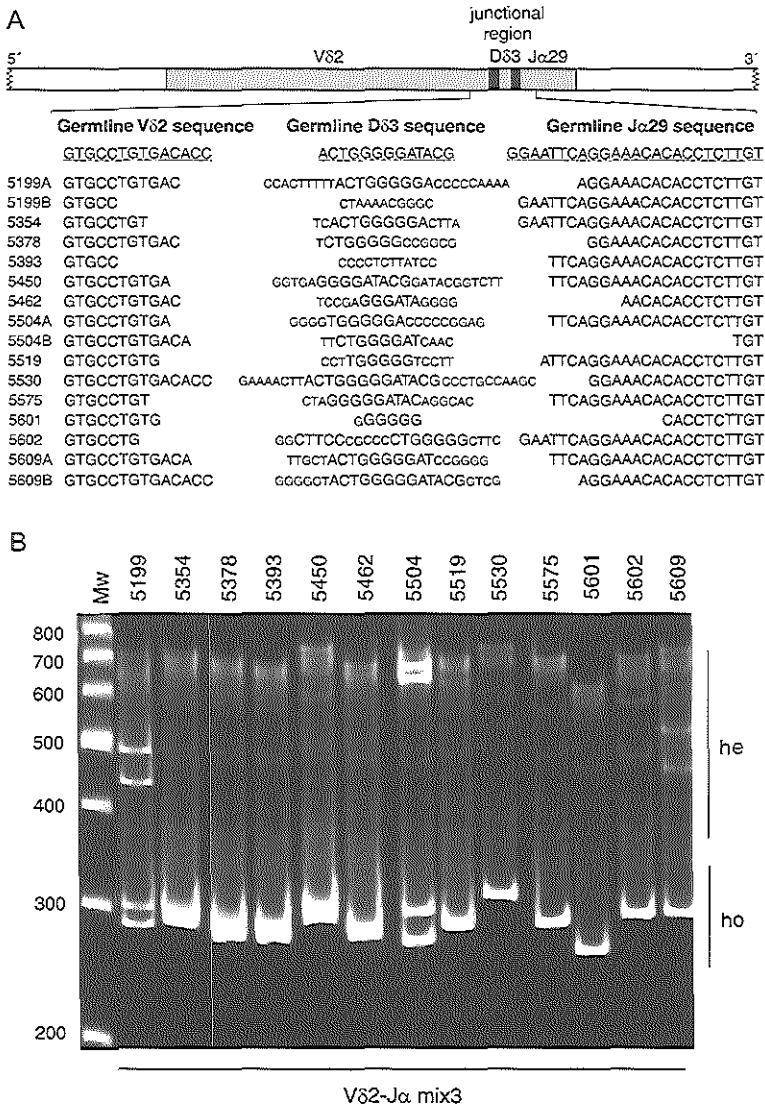 A
junctional
region
5´ Vδ2 Dδ3 Jα29 3´
Germline Vδ2 sequence Germline Dδ3 sequence Germline Jα29 sequence
GTGCCTGTGACACC ACTGGGGGATACG GGAATTCAGGAAACACACCTCTTGT
5199A GTGCCTGTGAC CCACTTTTTACTGGGGGACCCCCAAAA AGGAAACACACCTCTTGT
5199B GTGCC CTAAAACGGGC GAATTCAGGAAACACACCTCTTGT
5354 GTGCCTGT TCACTGGGGGACTTA GAATTCAGGAAACACACCTCTTGT
5378 GTGCCTGTGAC TCTGGGGGCCGGCG GGAAACACACCTCTTGT
5393 GTGCC CCCCTCTTATCC TTCAGGAAACACACCTCTTGT
5450 GTGCCTGTGA GGTGAGGGGATACGGATACGGTCTT TTCAGGAAACACACCTCTTGT
5462 GTGCCTGTGAC TCCGAGGGATAGGGG AACACACCTCTTGT
5504A GTGCCTGTGA GGGGTGGGGGACCCCCGGAG TTCAGGAAACACACCTCTTGT
5504B GTGCCTGTGACA TTCTGGGGGATCAAC TGT
5519 GTGCCTGTG CCTTGGGGGTCCTT ATTCAGGAAACACACCTCTTGT
5530 GTGCCTGTGACACC GAAAACTTACTGGGGGATACGCCCTGCCAAGC GGAAACACACCTCTTGT
5575 GTGCCTGT CTAGGGGGATACAGGCAC TTCAGGAAACACACCTCTTGT
5601 GTGCCTGTG GGGGGG CACCTCTTGT
5602 GTGCCTG GGCTTCCCGCCCCTGGGGGCTTC GAATTCAGGAAACACACCTCTTGT
5609A GTGCCTGTGACA TTGCTACTGGGGGATCCGGGG TTCAGGAAACACACCTCTTGT
5609B GTGCCTGTGACACC GGGGGTACTGGGGGATACGGTCG AGGAAACACACCTCTTGT
B
Mw 5199 5354 5378 5393 5450 5462 5504 5519 5530 5575 5601 5602 5609
800
700
600
500
he
400
300
ho
200
Vδ2-Jα mix3